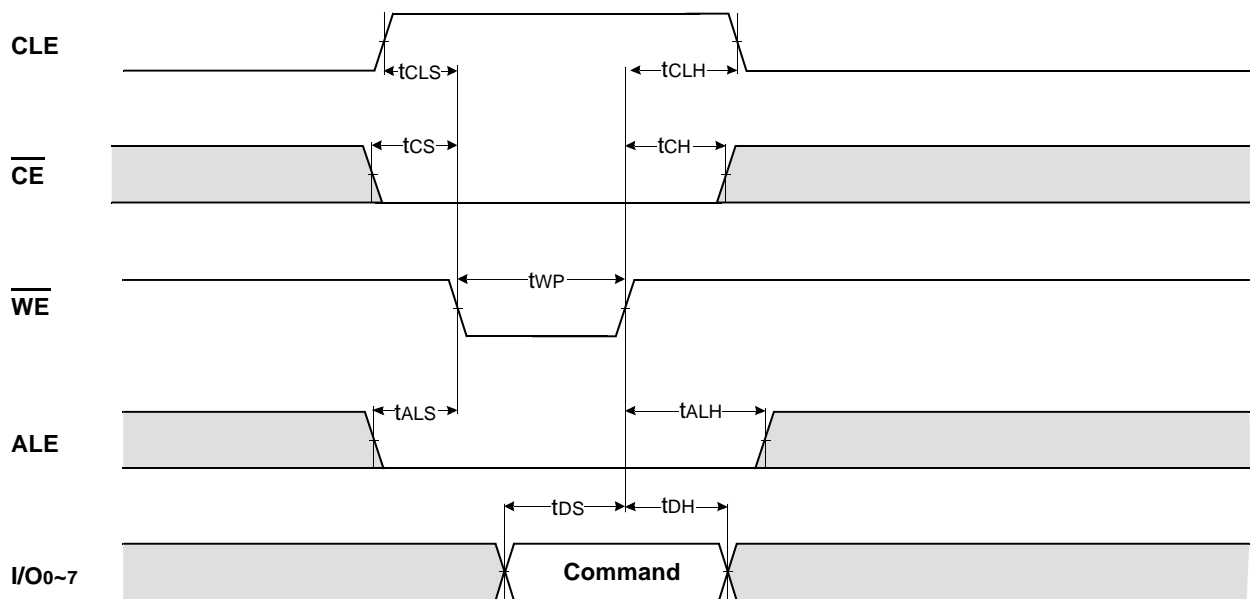 CLE
tCLS
tCLH
CE
tCS
tCH
WE
tWP
ALE
tALS
tALH
tDS
tDH
I/O0~7
Command